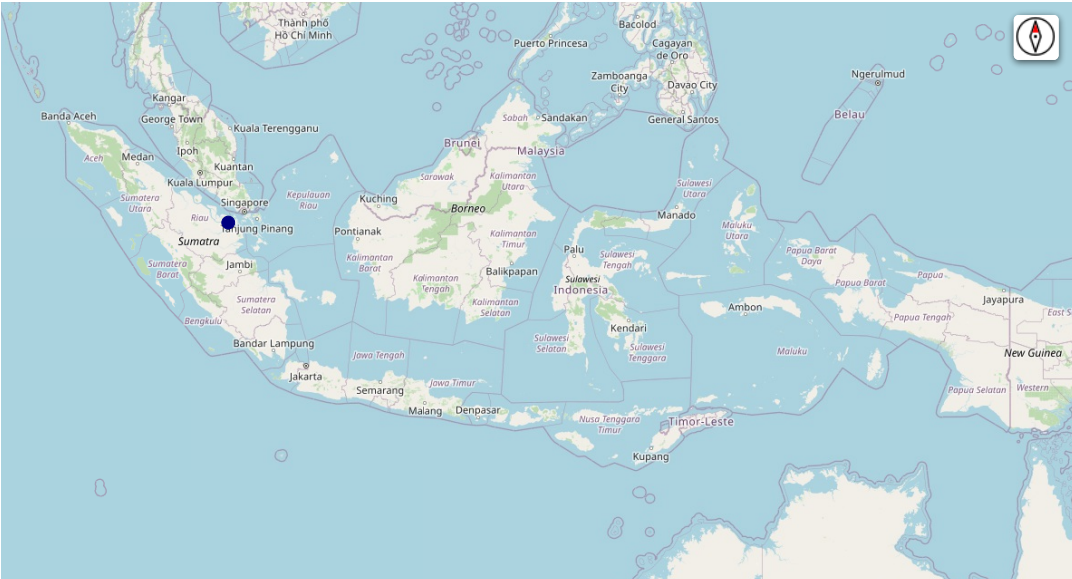 Thành phố
Hồ Chí Minh
Bacolod
Puerto Princesa
Cagayan
de Oro
Zamboanga
City
Davao City
Ngerulmud
Kangar
Banda Aceh
George Town
Kuala Terengganu
Sabah
Sandakan
General Santos
Belau
Brunei
Malaysia
Ipoh
Aceh
Medan
Kuantan
Kuala Lumpur
Sarawak
Kalimantan
Utara
Sulawesi
Utara
Sumatera
Utara
Singapore
Kepulauan
Riau
Kuching
Borneo
Manado
Riau
Tanjung Pinang
Pontianak
Kalimantan
Timur
Maluku
Utara
Sumatra
Palu
Sulawesi
Tengah
Papua Barat
Daya
Sumatera
Barat
Jambi
Kalimantan
Barat
Balikpapan
Sulawesi
Indonesia
Papua
Papua Barat
Kalimantan
Tengah
Sumatera
Selatan
Kalimantan
Selatan
Jayapura
Ambon
Papua Tengah
East S
Bengkulu
Kendari
Bandar Lampung
Sulawesi
Selatan
Sulawesi
Tenggara
Maluku
New Guinea
Jawa Tengah
Jakarta
Semarang
Jawa Timur
Papua Selatan
Western
Malang
Denpasar
Nusa Tenggara
Timur
Timor-Leste
Kupang